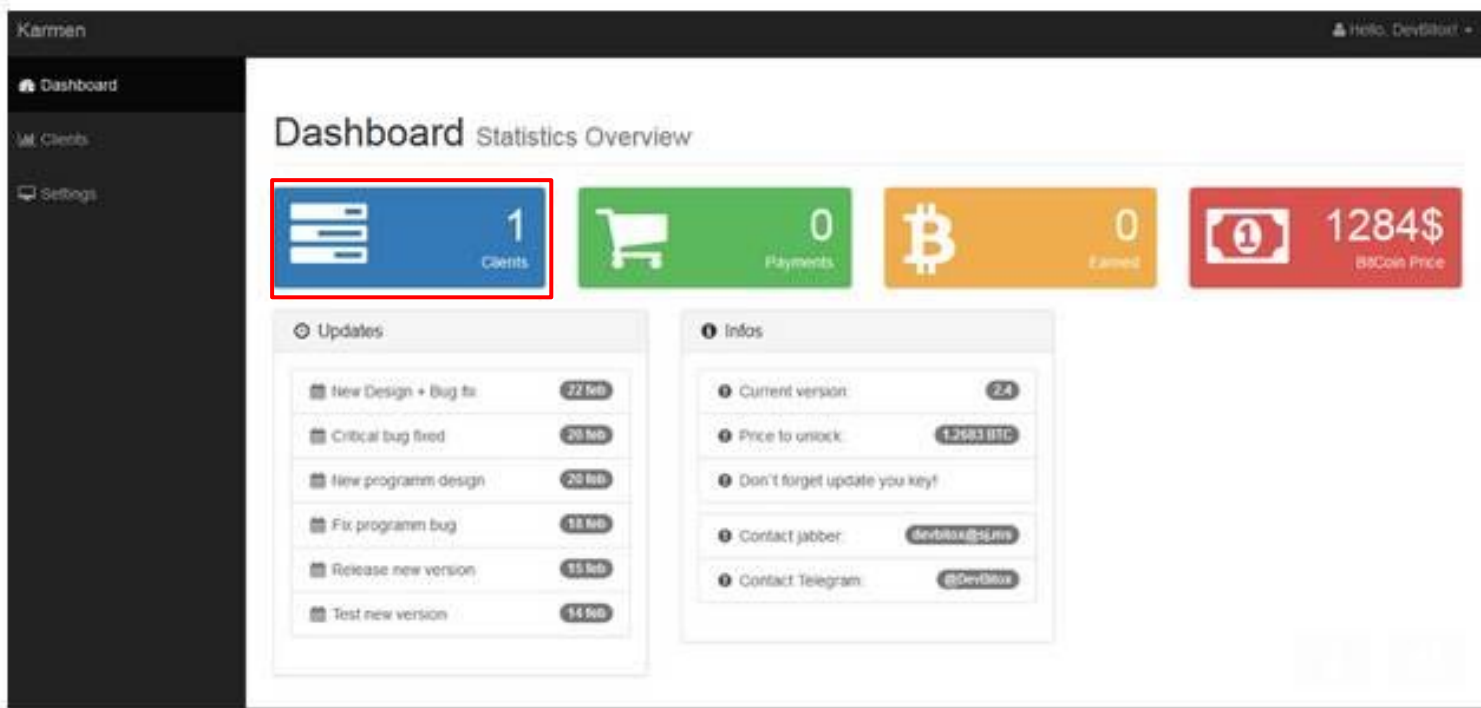 Karmen
Hello, DevBitox!
Dashboard
Clients
Settings
Dashboard Statistics Overview
1
Clients
0
Payments
0
Earned
1284$
BitCoin Price
Updates
New Design + Bug fix 22 feb
Critical bug fixed 20 feb
New programm design 20 feb
Fix programm bug 18 feb
Release new version 15 feb
Test new version 14 feb
Infos
Current version: 2.4
Price to unlock: 1.2683 BTC
Don't forget update you key!
Contact jabber: devbitox@sj.ms
Contact Telegram: @DevBitox